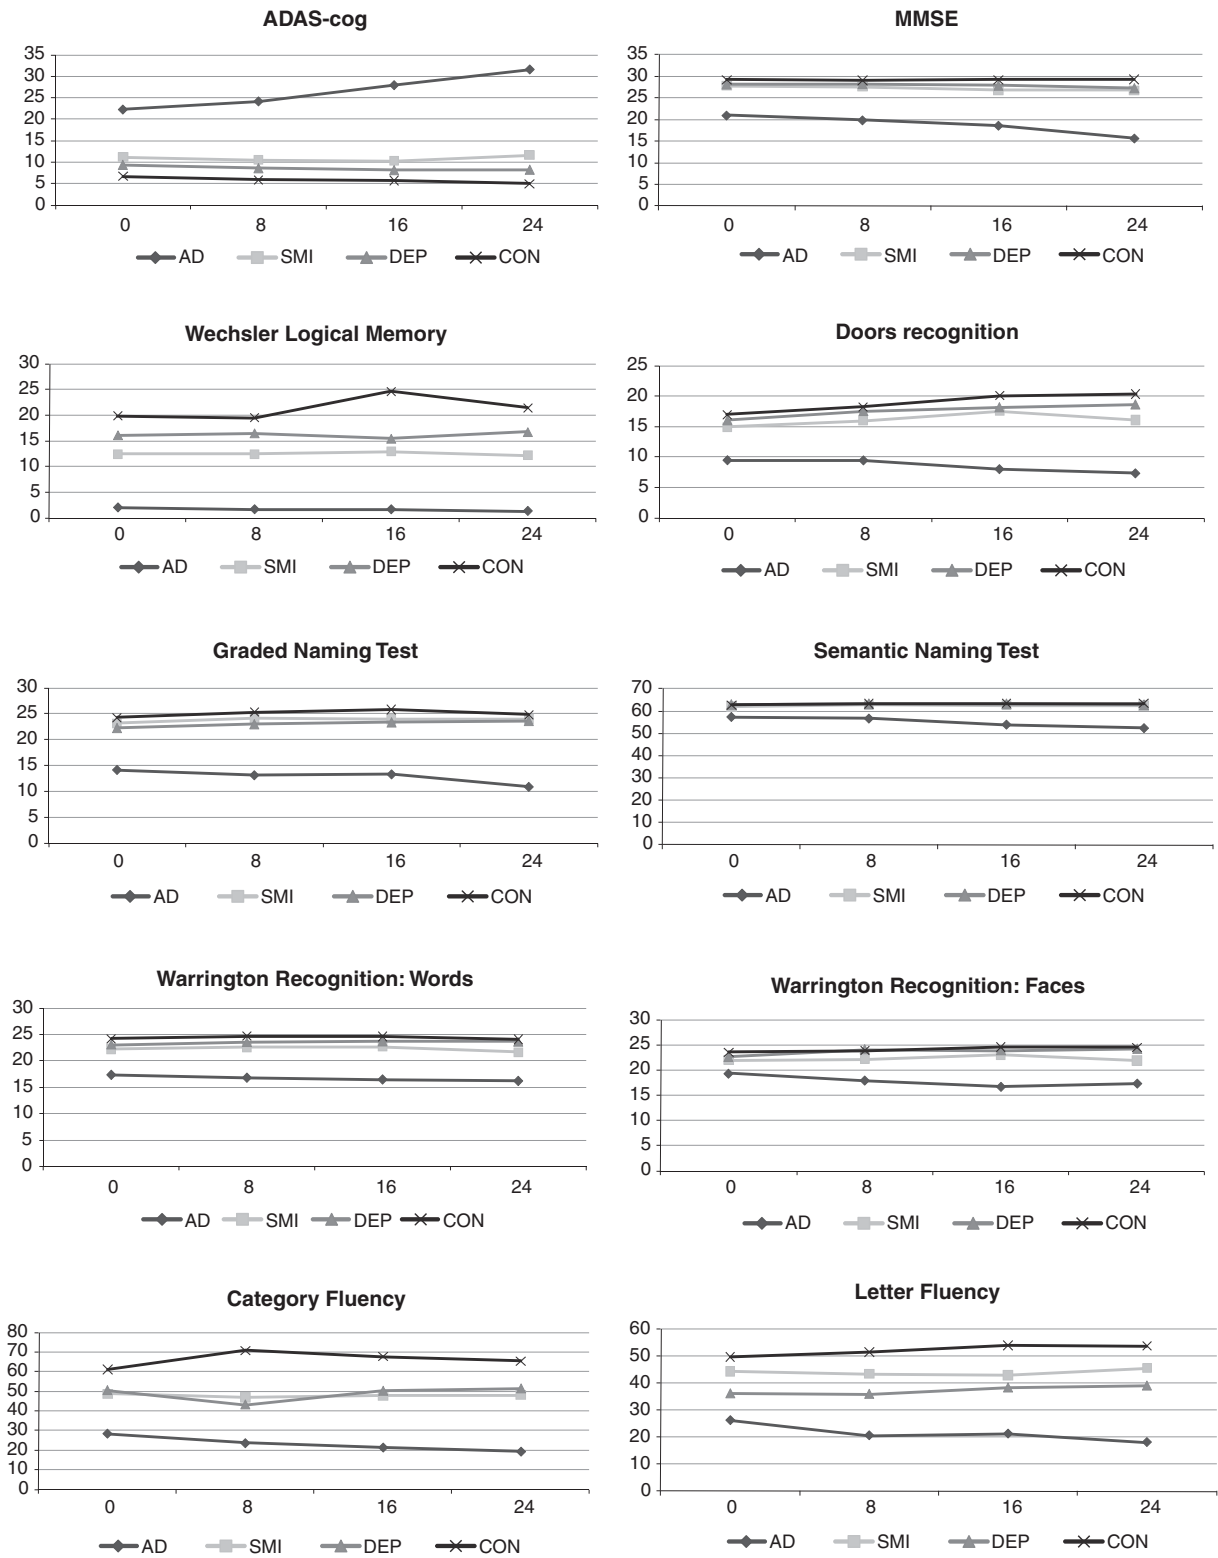 ADAS-cog
35
30
25
20
15
10
5
0
0 8 16 24
AD SMI DEP CON
MMSE
35
30
25
20
15
10
5
0
0 8 16 24
AD SMI DEP CON
Wechsler Logical Memory
30
25
20
15
10
5
0
0 8 16 24
AD SMI DEP CON
Doors recognition
25
20
15
10
5
0
0 8 16 24
AD SMI DEP CON
Graded Naming Test
30
25
20
15
10
5
0
0 8 16 24
AD SMI DEP CON
Semantic Naming Test
70
60
50
40
30
20
10
0
0 8 16 24
AD SMI DEP CON
Warrington Recognition: Words
30
25
20
15
10
5
0
0 8 16 24
AD SMI DEP CON
Warrington Recognition: Faces
30
25
20
15
10
5
0
0 8 16 24
AD SMI DEP CON
Category Fluency
80
70
60
50
40
30
20
10
0
0 8 16 24
AD SMI DEP CON
Letter Fluency
60
50
40
30
20
10
0
0 8 16 24
AD SMI DEP CON